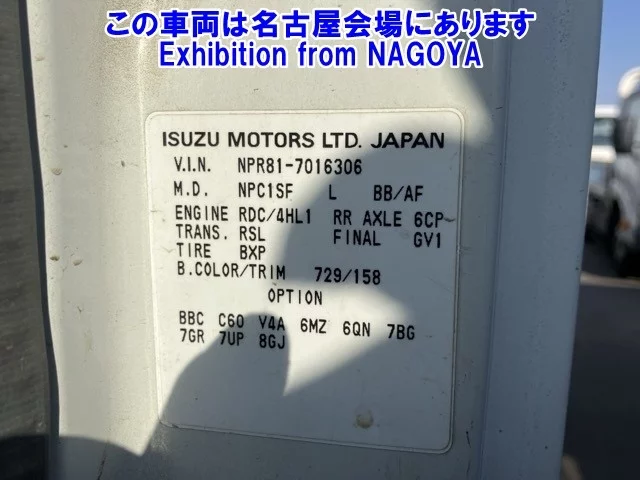 この車両は名古屋会場にあります
Exhibition from NAGOYA
ISUZU MOTORS LTD. JAPAN
V.I.N. NPR81-7016306
M.D. NPC1SF L BB/AF
ENGINE RDC/4HL1 RR AXLE 6CP
TRANS. RSL FINAL GV1
TIRE BXP
B.COLOR/TRIM 729/158
OPTION
BBC C60 V4A 6MZ 6QN 7BG
7GR 7UP 8GJ